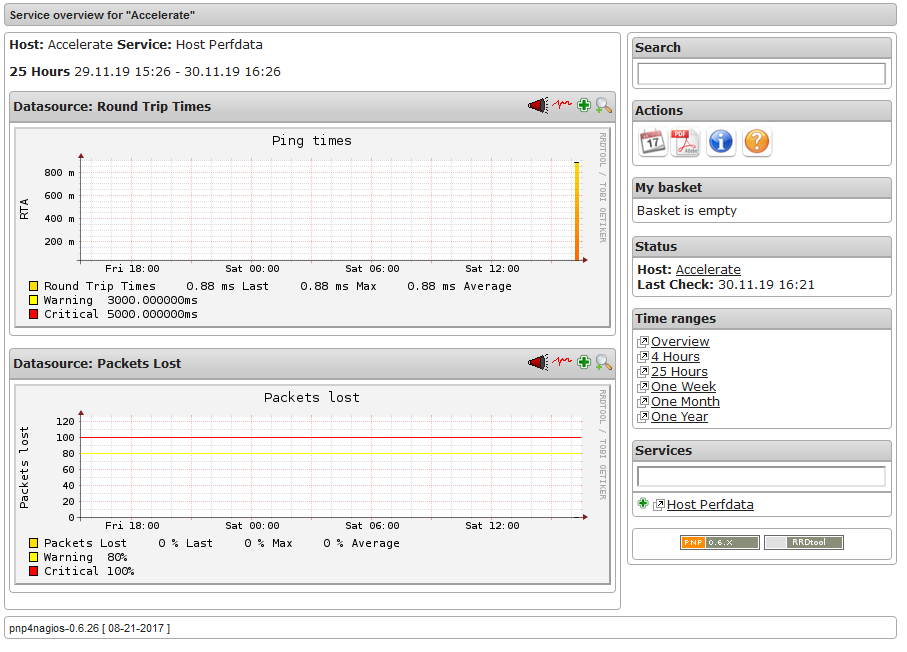 Service overview for "Accelerate"
Host: Accelerate Service: Host Perfdata
25 Hours 29.11.19 15:26 - 30.11.19 16:26
Datasource: Round Trip Times
Ping times
RRDTOOL / TOBI OETIKER
RTA
800 m
600 m
400 m
200 m
Fri 18:00 Sat 00:00 Sat 06:00 Sat 12:00
Round Trip Times 0.88 ms Last 0.88 ms Max 0.88 ms Average
Warning 3000.000000ms
Critical 5000.000000ms
Datasource: Packets Lost
Packets lost
RRDTOOL / TOBI OETIKER
Packets lost
120
100
80
60
40
20
0
Fri 18:00 Sat 00:00 Sat 06:00 Sat 12:00
Packets Lost 0 % Last 0 % Max 0 % Average
Warning 80%
Critical 100%
Search
Actions
17
PDF
Adobe
i
?
My basket
Basket is empty
Status
Host: Accelerate
Last Check: 30.11.19 16:21
Time ranges
Overview
4 Hours
25 Hours
One Week
One Month
One Year
Services
Host Perfdata
PNP 0.6.X RRDtool
pnp4nagios-0.6.26 [ 08-21-2017 ]